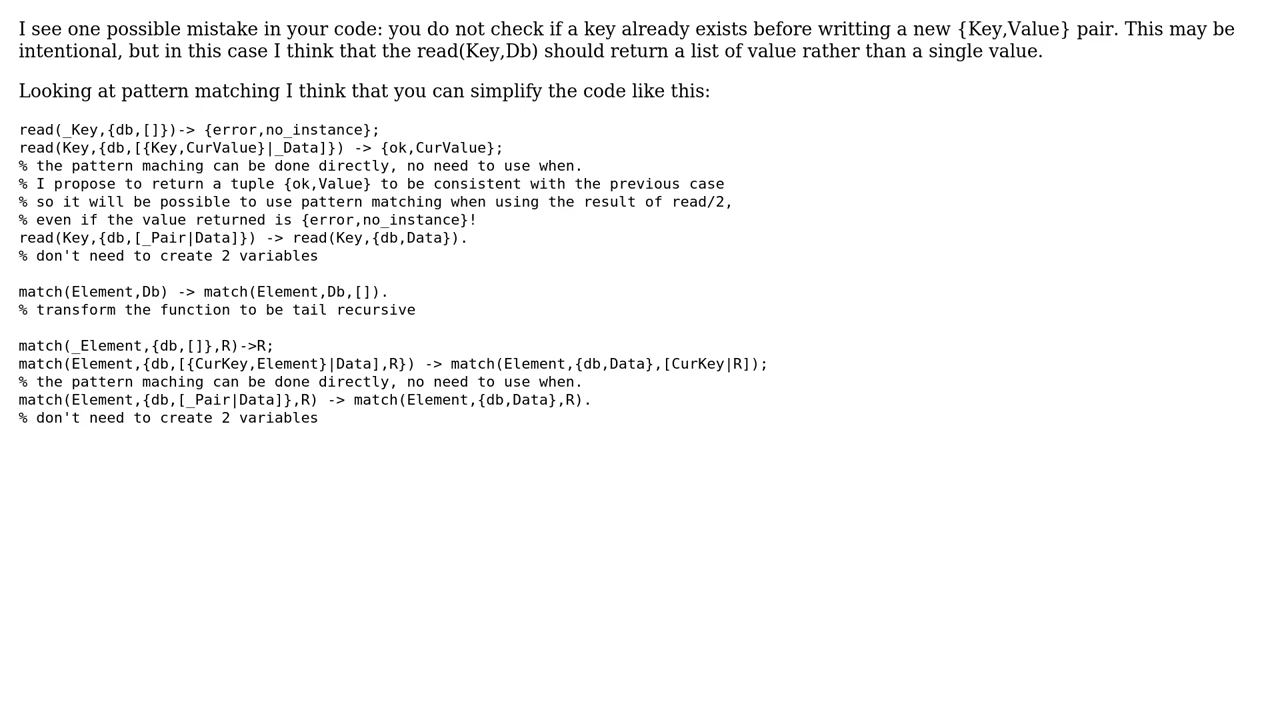 I see one possible mistake in your code: you do not check if a key already exists before writting a new {Key,Value} pair. This may be
intentional, but in this case I think that the read(Key,Db) should return a list of value rather than a single value.
Looking at pattern matching I think that you can simplify the code like this:
read(_Key,{db,[]})-> {error,no_instance};
read(Key,{db,[{Key,CurValue}|_Data]}) -> {ok,CurValue};
% the pattern maching can be done directly, no need to use when.
% I propose to return a tuple {ok,Value} to be consistent with the previous case
% so it will be possible to use pattern matching when using the result of read/2,
% even if the value returned is {error,no_instance}!
read(Key,{db,[_Pair|Data]}) -> read(Key,{db,Data}).
% don't need to create 2 variables
match(Element,Db) -> match(Element,Db,[]).
% transform the function to be tail recursive
match(_Element,{db,[]},R)->R;
match(Element,{db,[{CurKey,Element}|Data],R}) -> match(Element,{db,Data},[CurKey|R]);
% the pattern maching can be done directly, no need to use when.
match(Element,{db,[_Pair|Data]},R) -> match(Element,{db,Data},R).
% don't need to create 2 variables